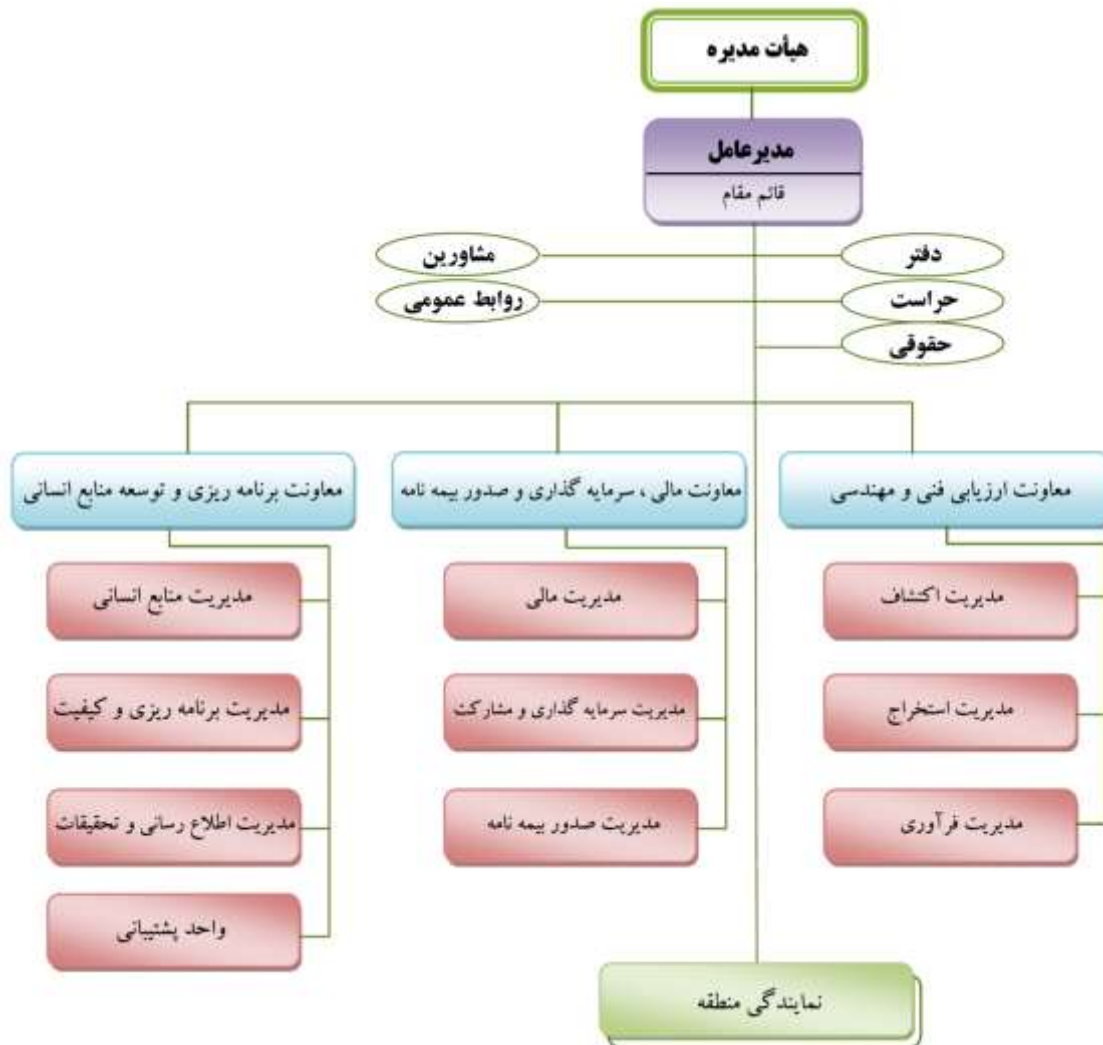 هیأت مدیره
مدیرعامل
قائم مقام
دفتر
مشاورین
حراست
روابط عمومی
حقوقی
معاونت ارزیابی فنی و مهندسی
معاونت مالی ، سرمایه گذاری و صدور بیمه نامه
معاونت برنامه ریزی و توسعه منابع انسانی
مدیریت اکتشاف
مدیریت مالی
مدیریت منابع انسانی
مدیریت استخراج
مدیریت سرمایه گذاری و مشارکت
مدیریت برنامه ریزی و کیفیت
مدیریت فرآوری
مدیریت صدور بیمه نامه
مدیریت اطلاع رسانی و تحقیقات
واحد پشتیبانی
نمایندگی منطقه